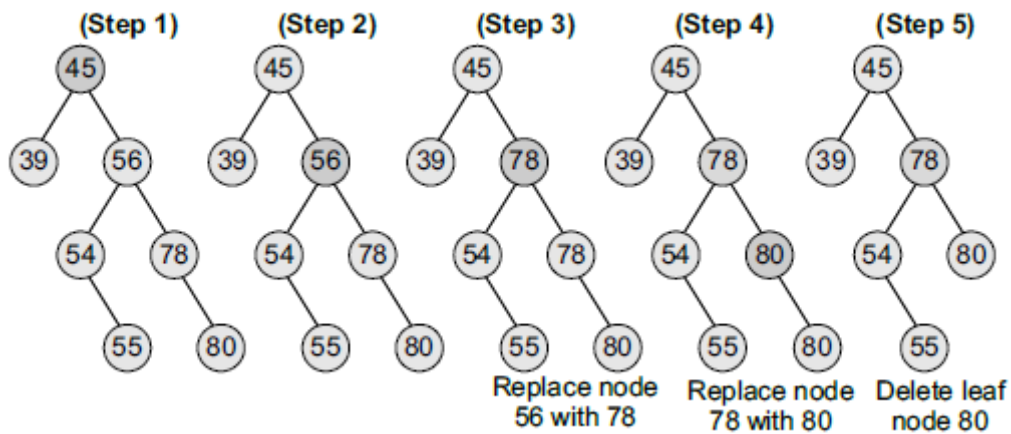 (Step 1) (Step 2) (Step 3) (Step 4) (Step 5)
45 45 45 45 45
39 56 39 56 39 78 39 78 39 78
54 78 54 78 54 78 54 80 54 80
55 80 55 80 55 80 55 80 55
Replace node Replace node Delete leaf
56 with 78 78 with 80 node 80